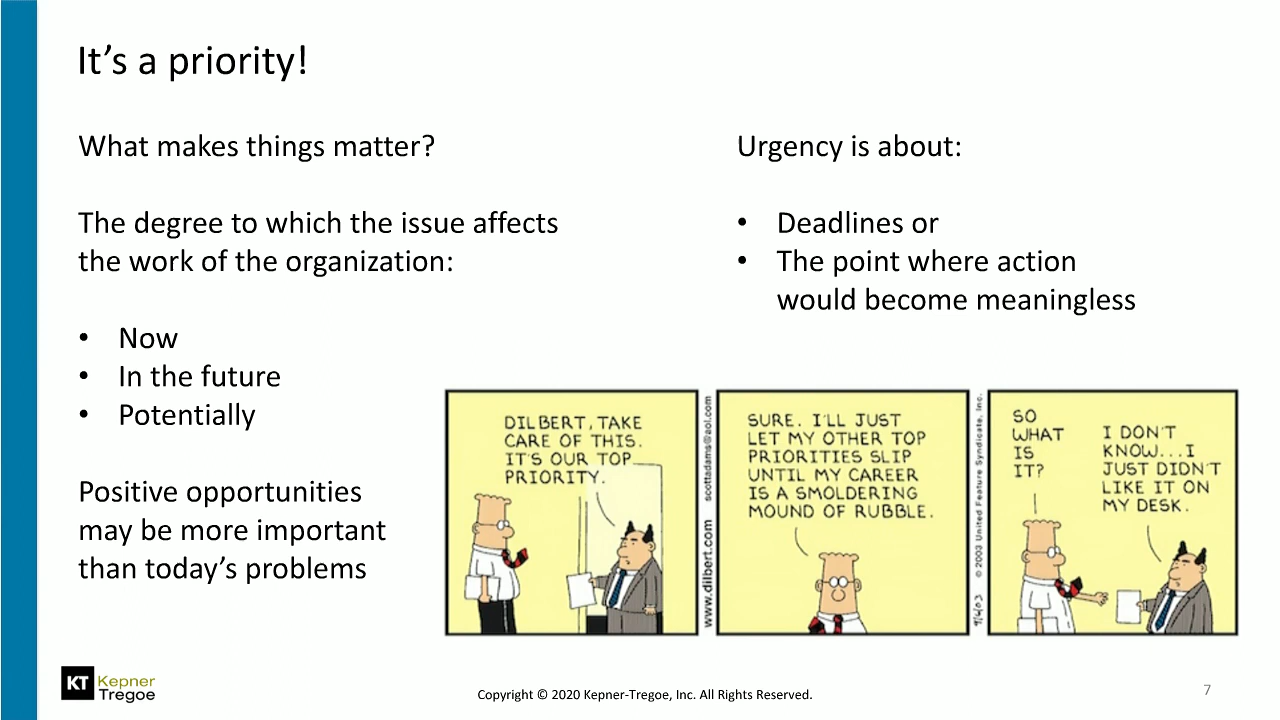 It's a priority!
What makes things matter?
The degree to which the issue affects
the work of the organization:
• Now
• In the future
• Potentially
Positive opportunities
may be more important
than today's problems
Urgency is about:
• Deadlines or
• The point where action
would become meaningless
DILBERT, TAKE
CARE OF THIS.
IT'S OUR TOP
PRIORITY.
www.dilbert.com scottadams@aol.com
SURE. I'LL JUST
LET MY OTHER TOP
PRIORITIES SLIP
UNTIL MY CAREER
IS A SMOLDERING
MOUND OF RUBBLE.
9/4/03 © 2003 United Feature Syndicate, Inc.
SO
WHAT
IS
IT?
I DON'T
KNOW...I
JUST DIDN'T
LIKE IT ON
MY DESK.
KT Kepner
Tregoe
Copyright © 2020 Kepner-Tregoe, Inc. All Rights Reserved.
7